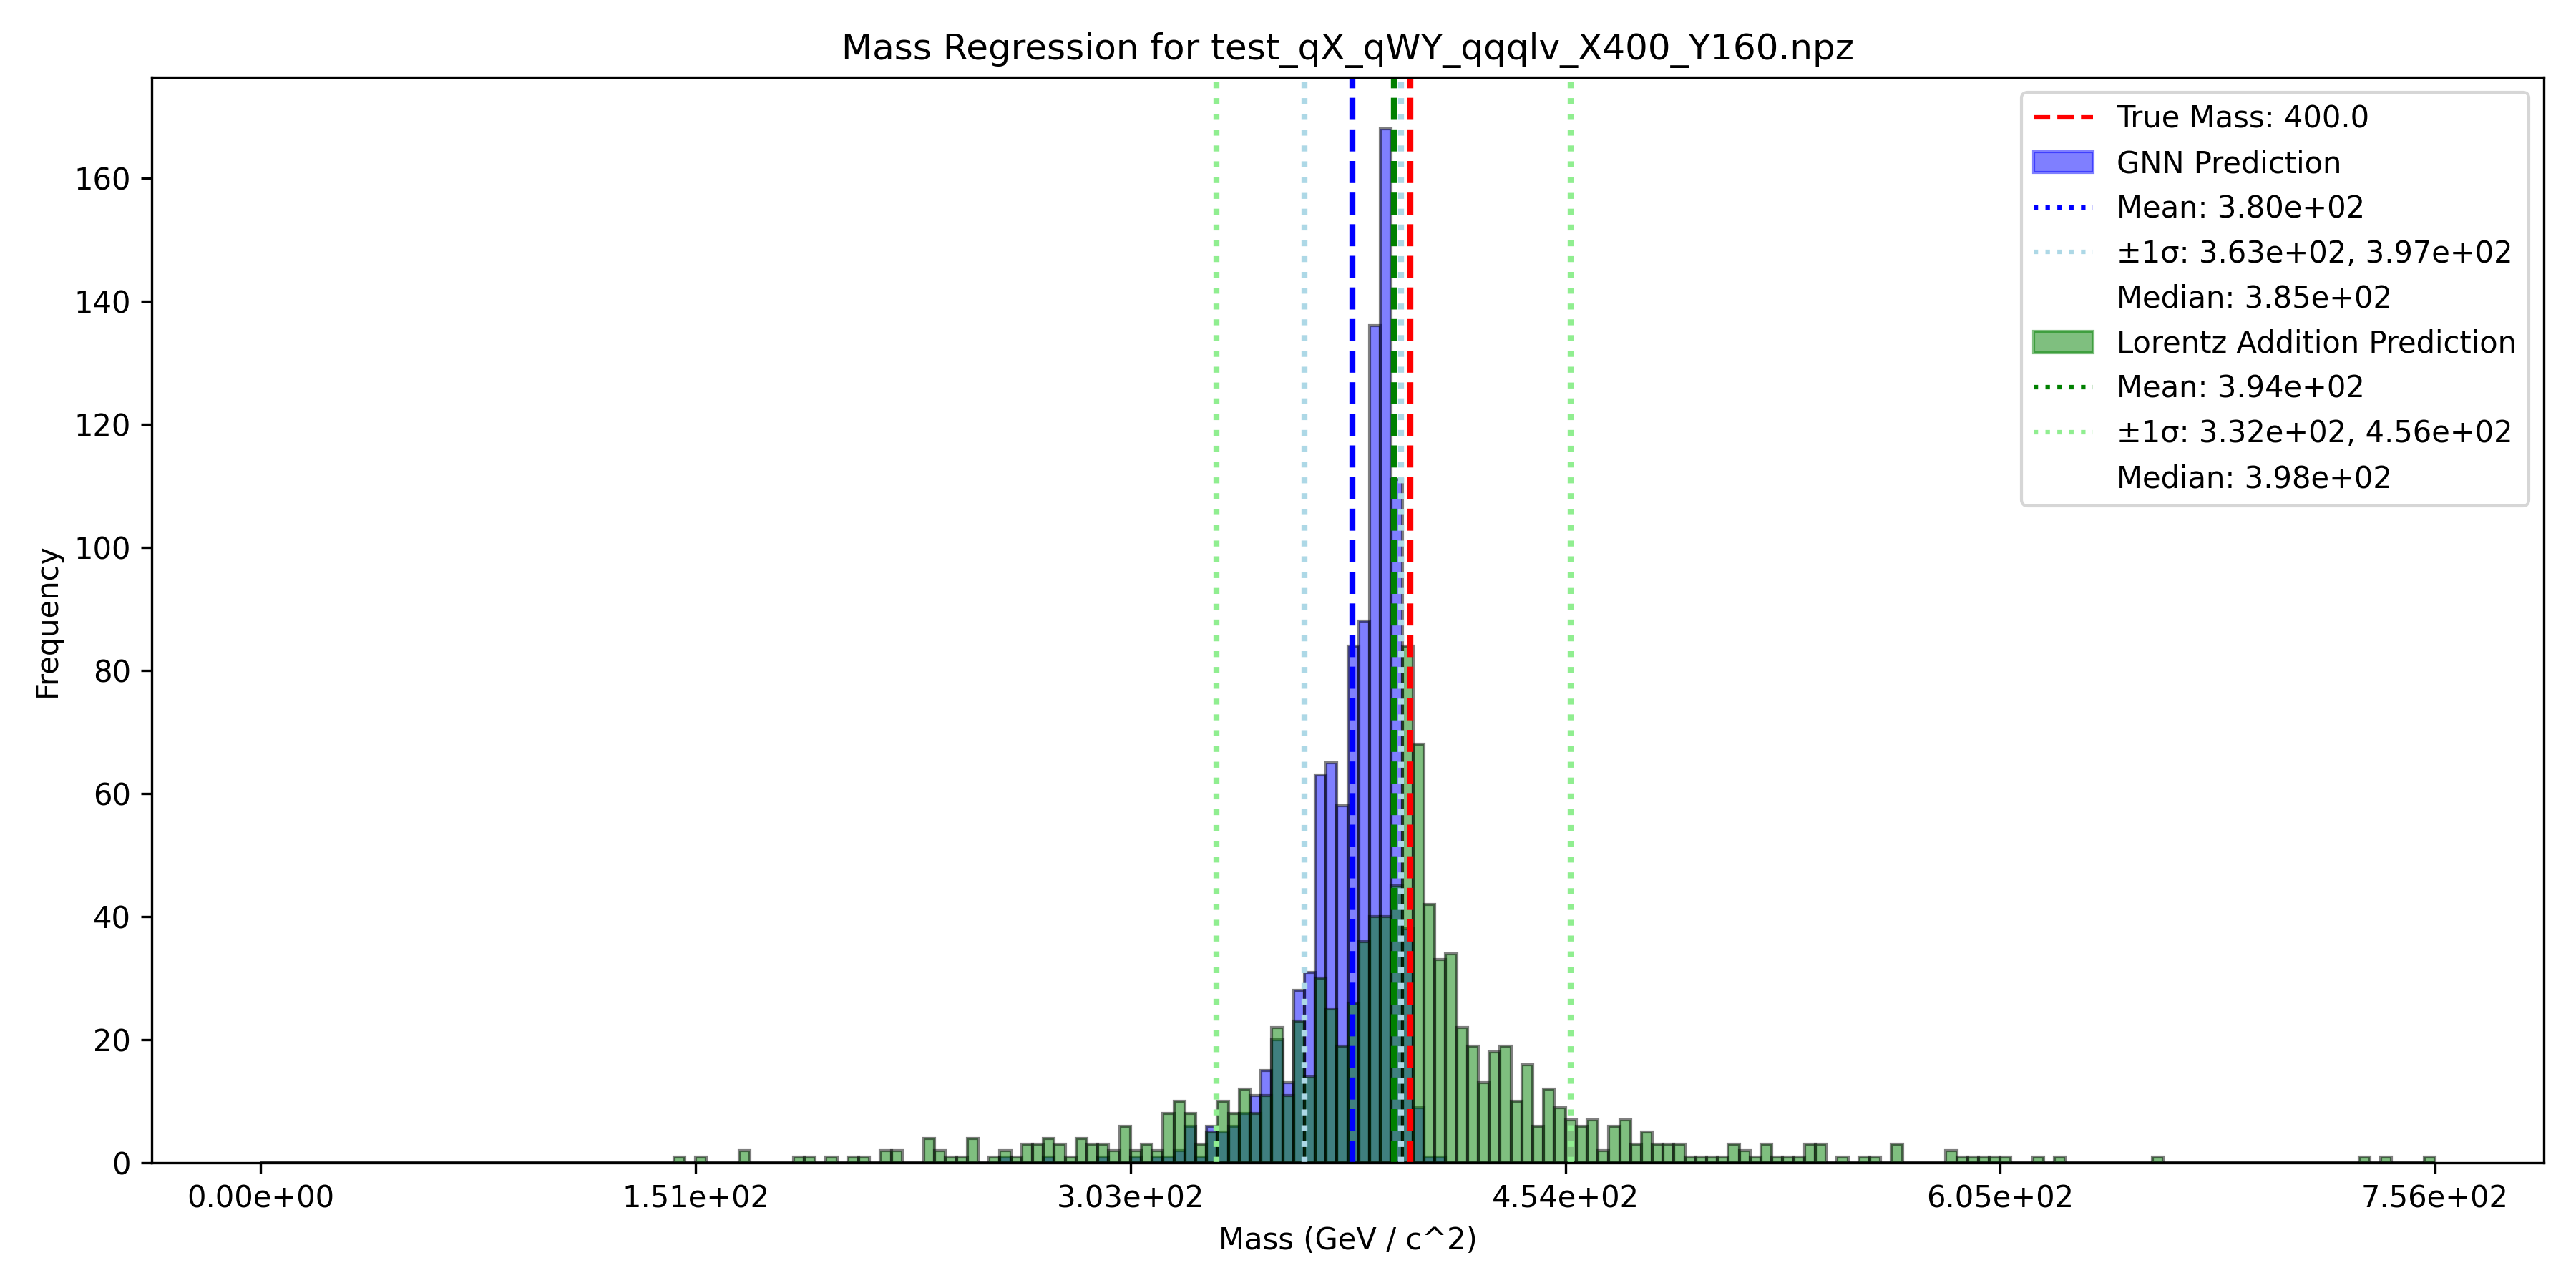 Mass Regression for test_qX_qWY_qqqlv_X400_Y160.npz
True Mass: 400.0
GNN Prediction
Mean: 3.80e+02
±1σ: 3.63e+02, 3.97e+02
Median: 3.85e+02
Lorentz Addition Prediction
Mean: 3.94e+02
±1σ: 3.32e+02, 4.56e+02
Median: 3.98e+02
Frequency
160
140
120
100
80
60
40
20
0
0.00e+00 1.51e+02 3.03e+02 4.54e+02 6.05e+02 7.56e+02
Mass (GeV / c^2)